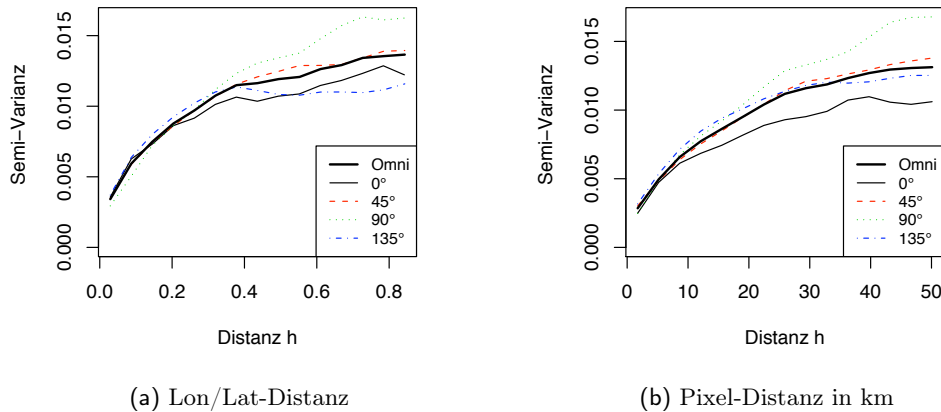 Semi−Varianz
0.015
0.010
0.005
0.000
Omni
0°
45°
90°
135°
0.0 0.2 0.4 0.6 0.8
Distanz h
(a) Lon/Lat-Distanz
Semi−Varianz
0.015
0.010
0.005
0.000
Omni
0°
45°
90°
135°
0 10 20 30 40 50
Distanz h
(b) Pixel-Distanz in km